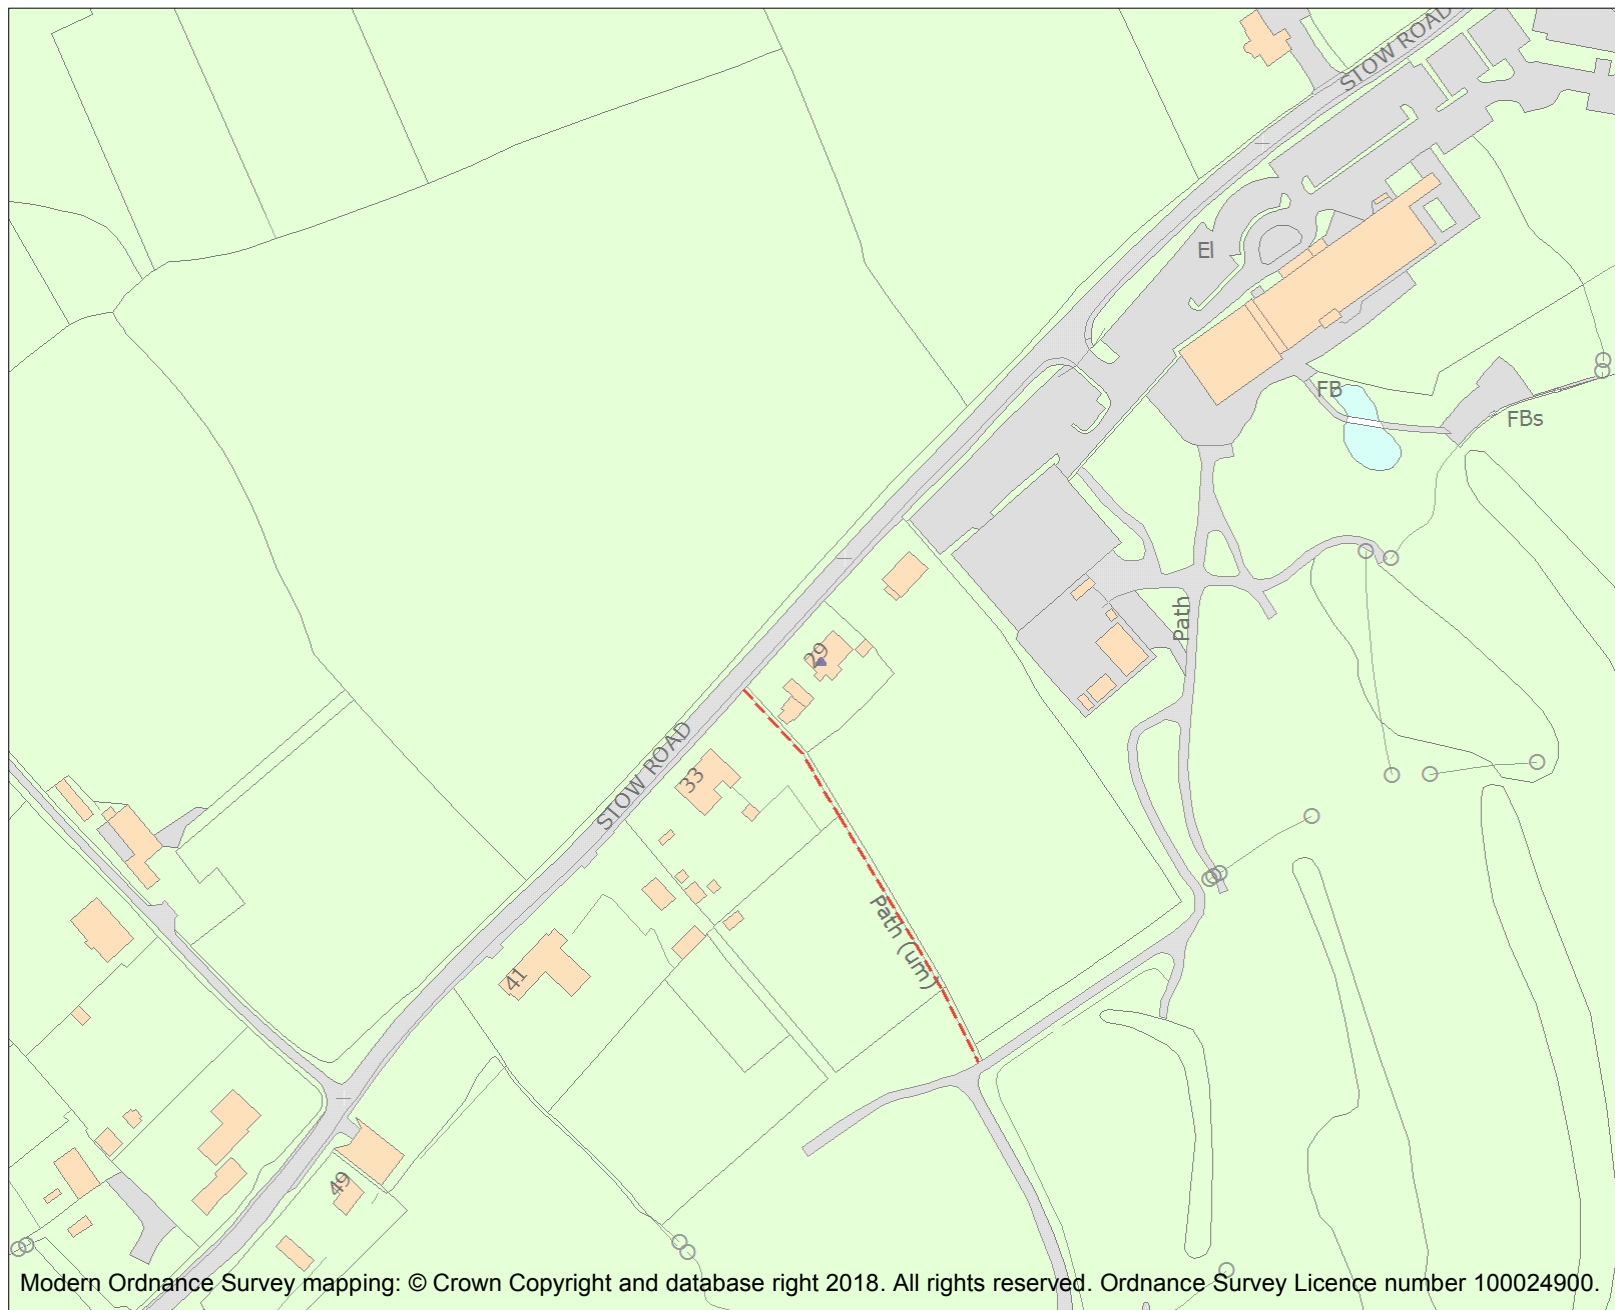 STOW ROAD
El
FB
FBs
Path
29
STOW ROAD
33
Path (um)
41
49
Modern Ordnance Survey mapping: © Crown Copyright and database right 2018. All rights reserved. Ordnance Survey Licence number 100024900.